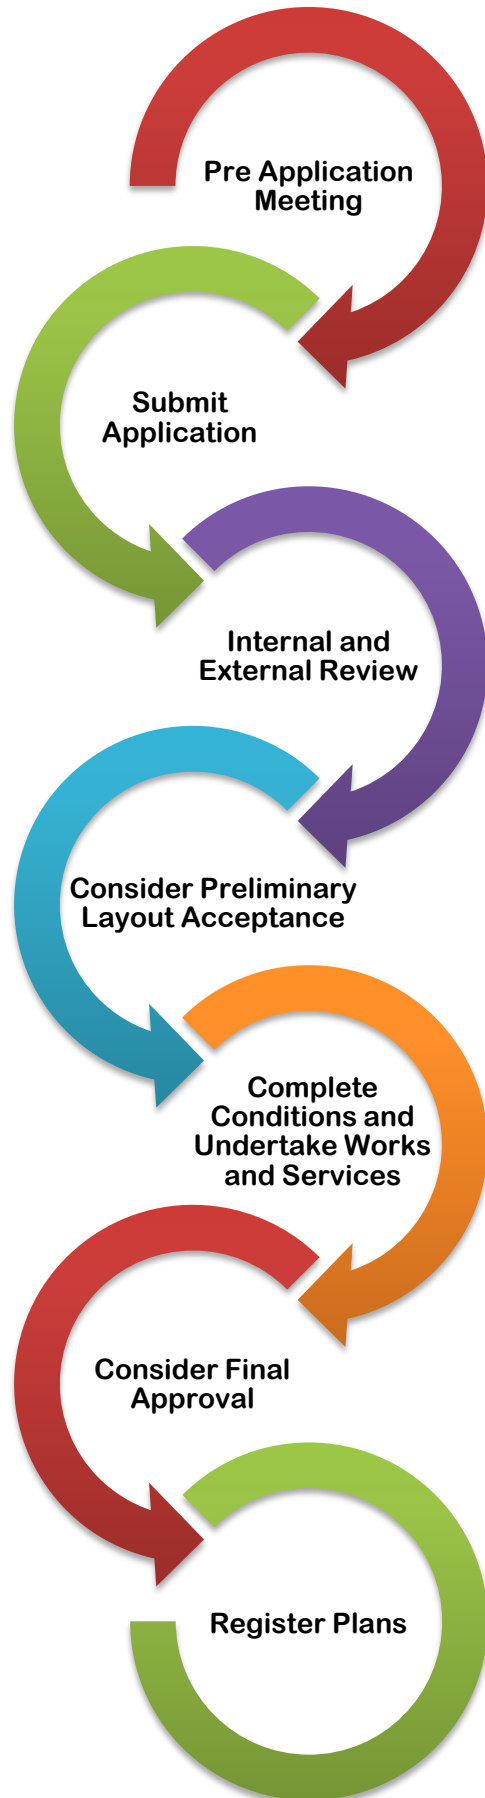 Pre Application
Meeting
Submit
Application
Internal and
External Review
Consider Preliminary
Layout Acceptance
Complete
Conditions and
Undertake Works
and Services
Consider Final
Approval
Register Plans